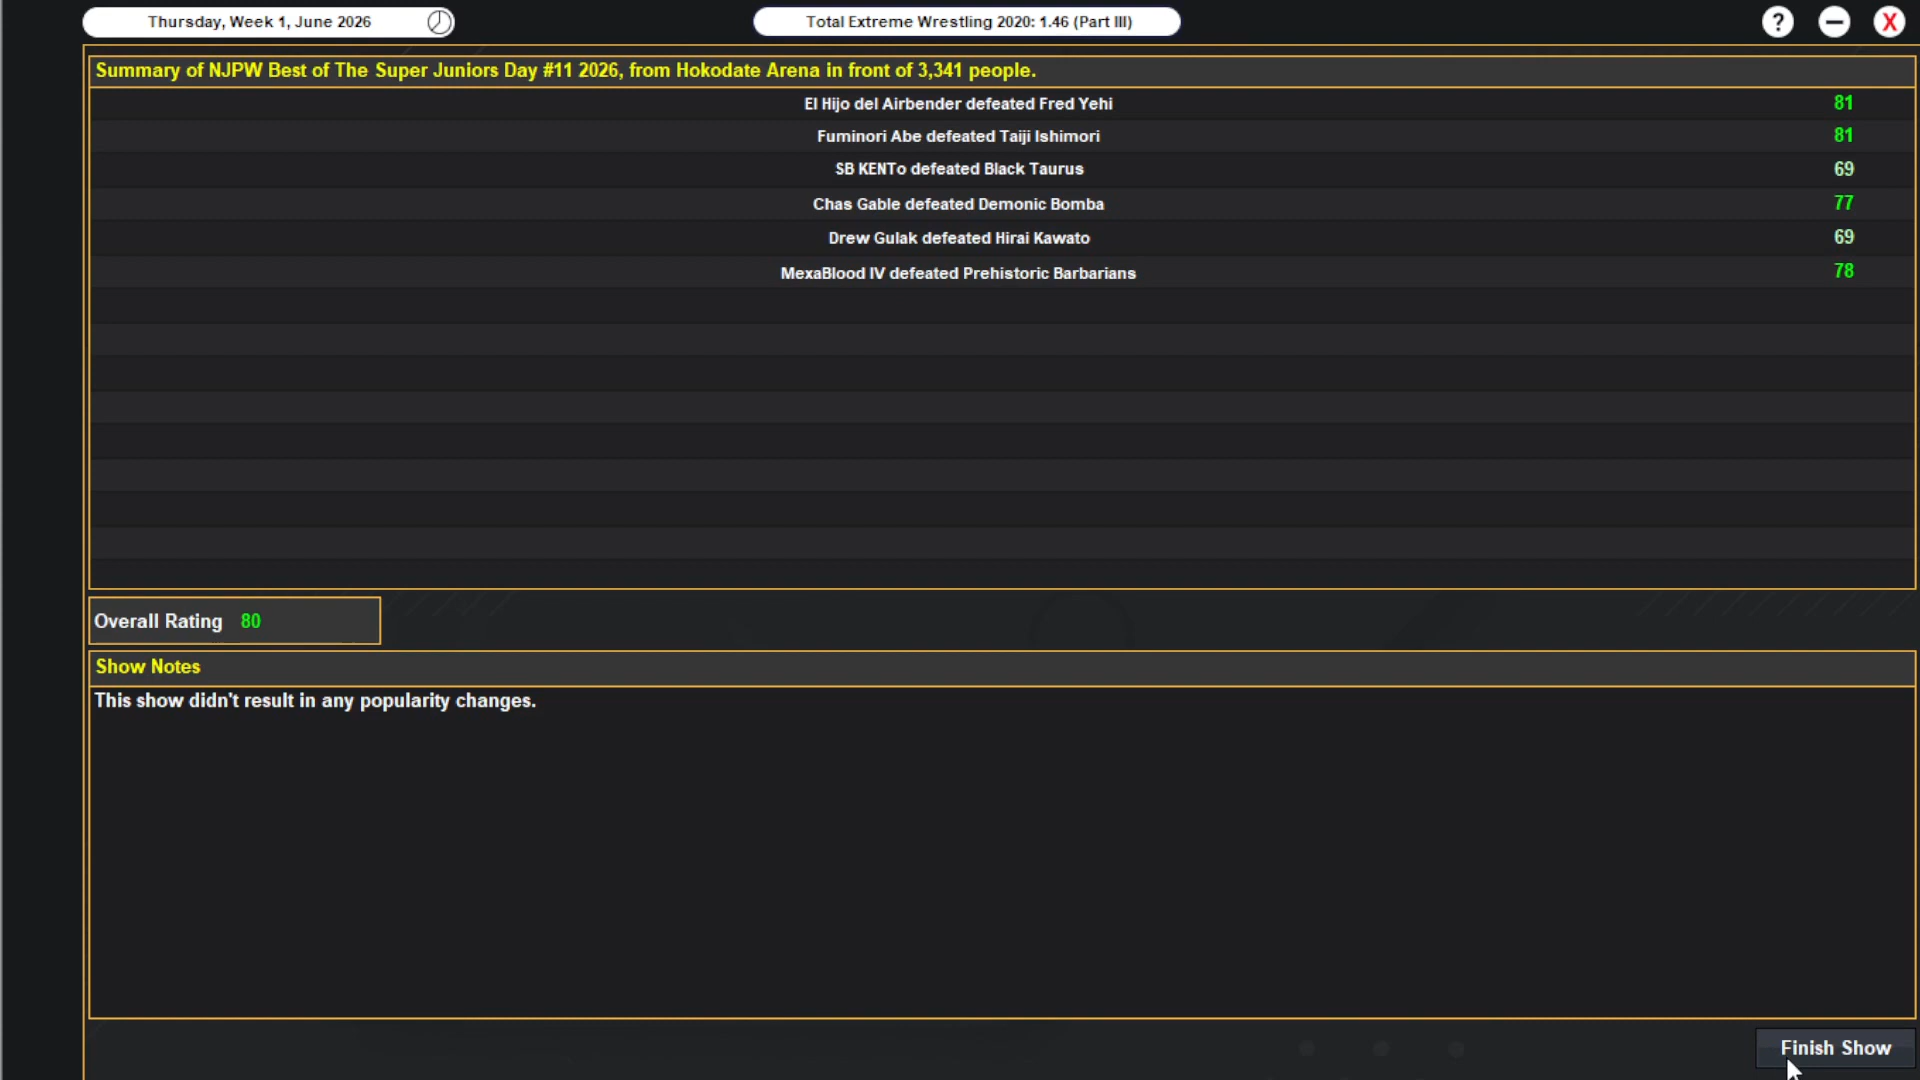 Thursday, Week 1, June 2026
Total Extreme Wrestling 2020: 1.46 (Part III)
?
X
Summary of NJPW Best of The Super Juniors Day #11 2026, from Hokodate Arena in front of 3,341 people.
El Hijo del Airbender defeated Fred Yehi 81
Fuminori Abe defeated Taiji Ishimori 81
SB KENTo defeated Black Taurus 69
Chas Gable defeated Demonic Bomba 77
Drew Gulak defeated Hirai Kawato 69
MexaBlood IV defeated Prehistoric Barbarians 78
Overall Rating 80
Show Notes
This show didn't result in any popularity changes.
Finish Show